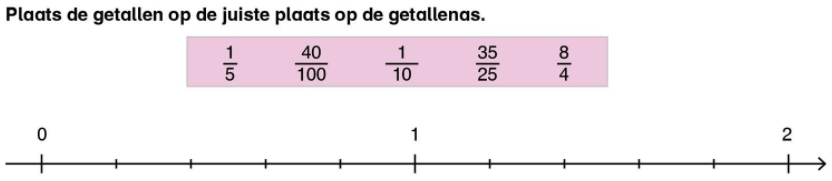 Plaats de getallen op de juiste plaats op de getallenas.
1/5 40/100 1/10 35/25 8/4
0 1 2